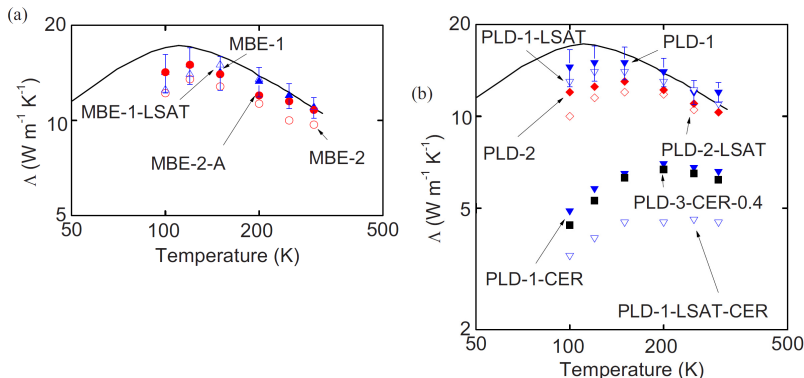 (a)
20
10
5
Λ (W m⁻¹ K⁻¹)
MBE-1
MBE-1-LSAT
MBE-2-A
MBE-2
50
100
200
500
Temperature (K)
(b)
20
10
5
2
Λ (W m⁻¹ K⁻¹)
PLD-1-LSAT
PLD-1
PLD-2
PLD-2-LSAT
PLD-3-CER-0.4
PLD-1-CER
PLD-1-LSAT-CER
50
100
200
500
Temperature (K)